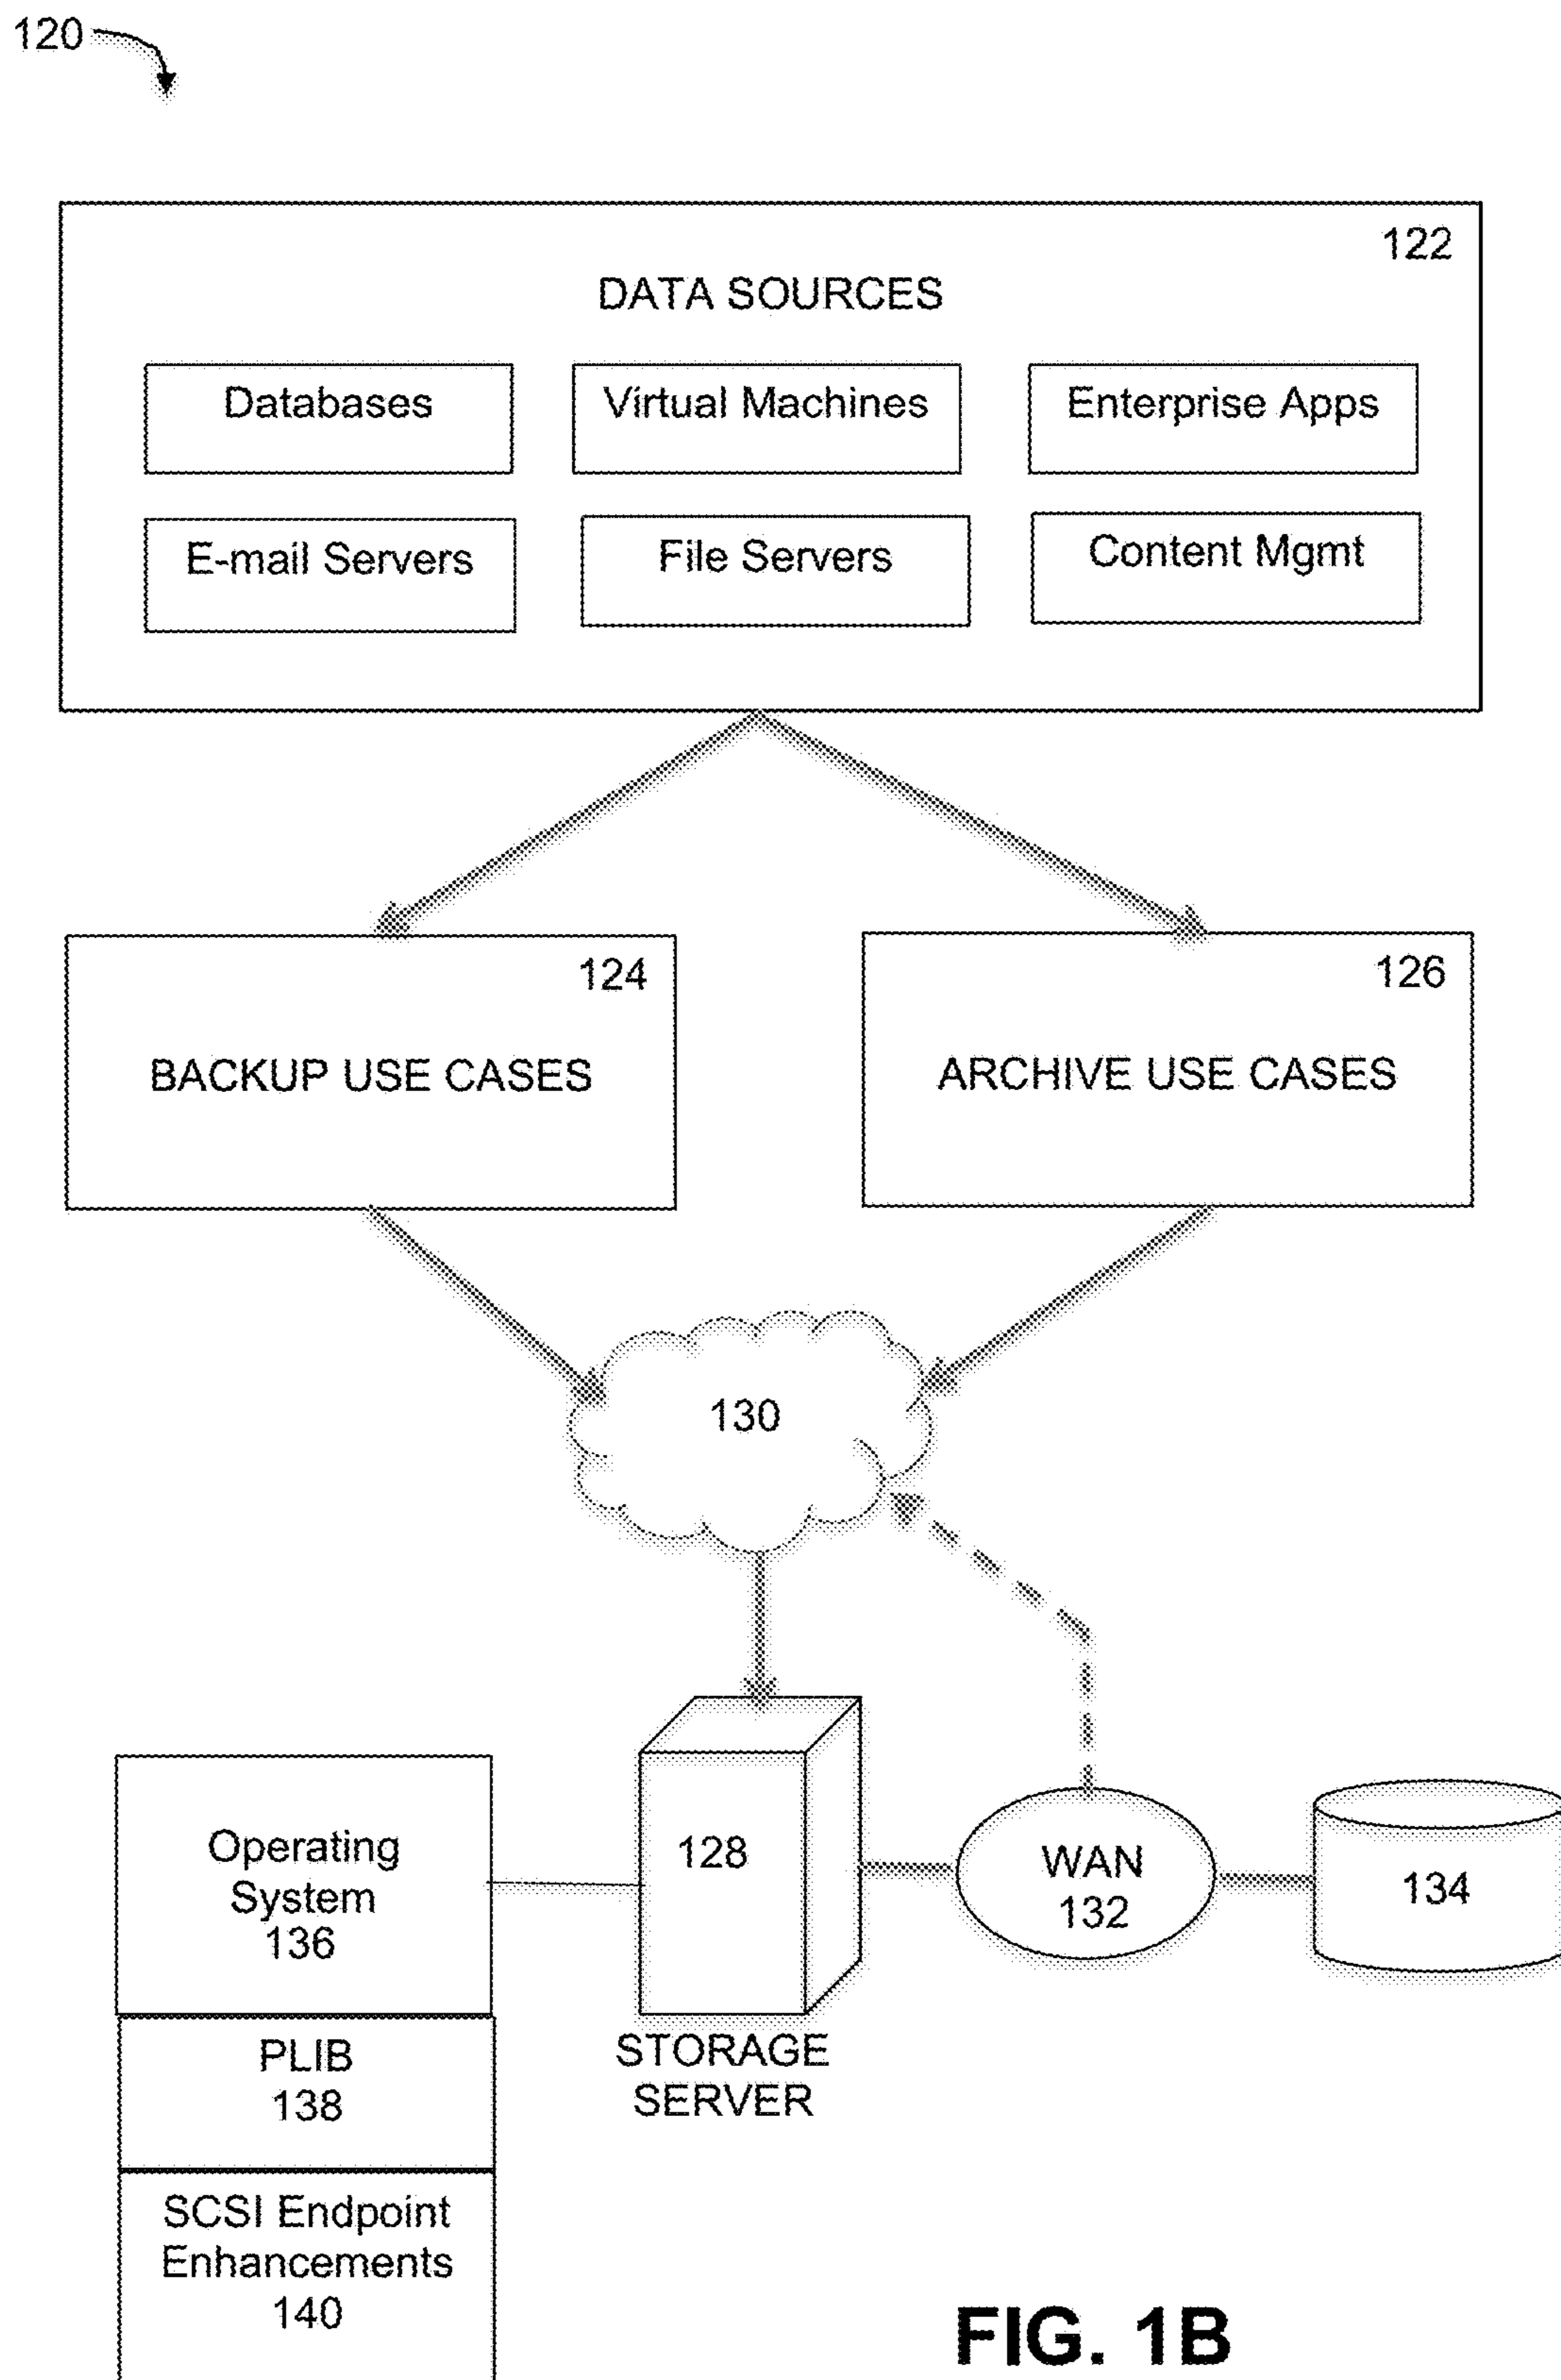 120
122
DATA SOURCES
Databases
Virtual Machines
Enterprise Apps
E-mail Servers
File Servers
Content Mgmt
124
BACKUP USE CASES
126
ARCHIVE USE CASES
130
Operating
System
136
128
WAN
132
134
STORAGE
SERVER
PLIB
138
SCSI Endpoint
Enhancements
140
FIG. 1B